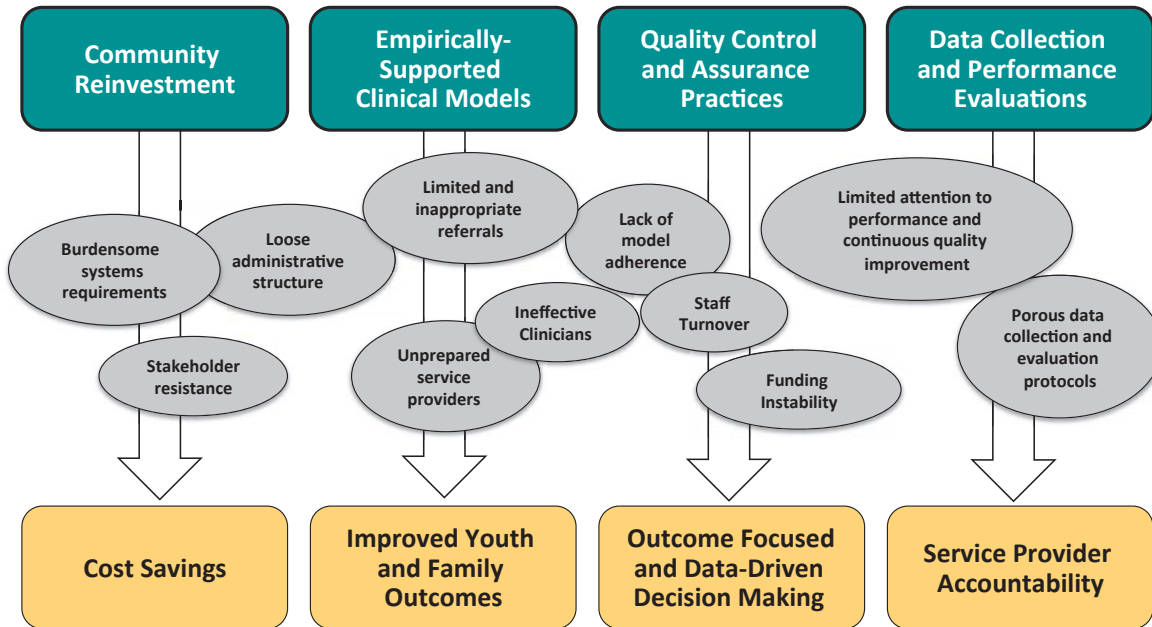 Community
Reinvestment
Empirically-
Supported
Clinical Models
Quality Control
and Assurance
Practices
Data Collection
and Performance
Evaluations
Burdensome
systems
requirements
Loose
administrative
structure
Stakeholder
resistance
Limited and
inappropriate
referrals
Unprepared
service
providers
Ineffective
Clinicians
Lack of
model
adherence
Staff
Turnover
Funding
Instability
Limited attention to
performance and
continuous quality
improvement
Porous data
collection and
evaluation
protocols
Cost Savings
Improved Youth
and Family
Outcomes
Outcome Focused
and Data-Driven
Decision Making
Service Provider
Accountability